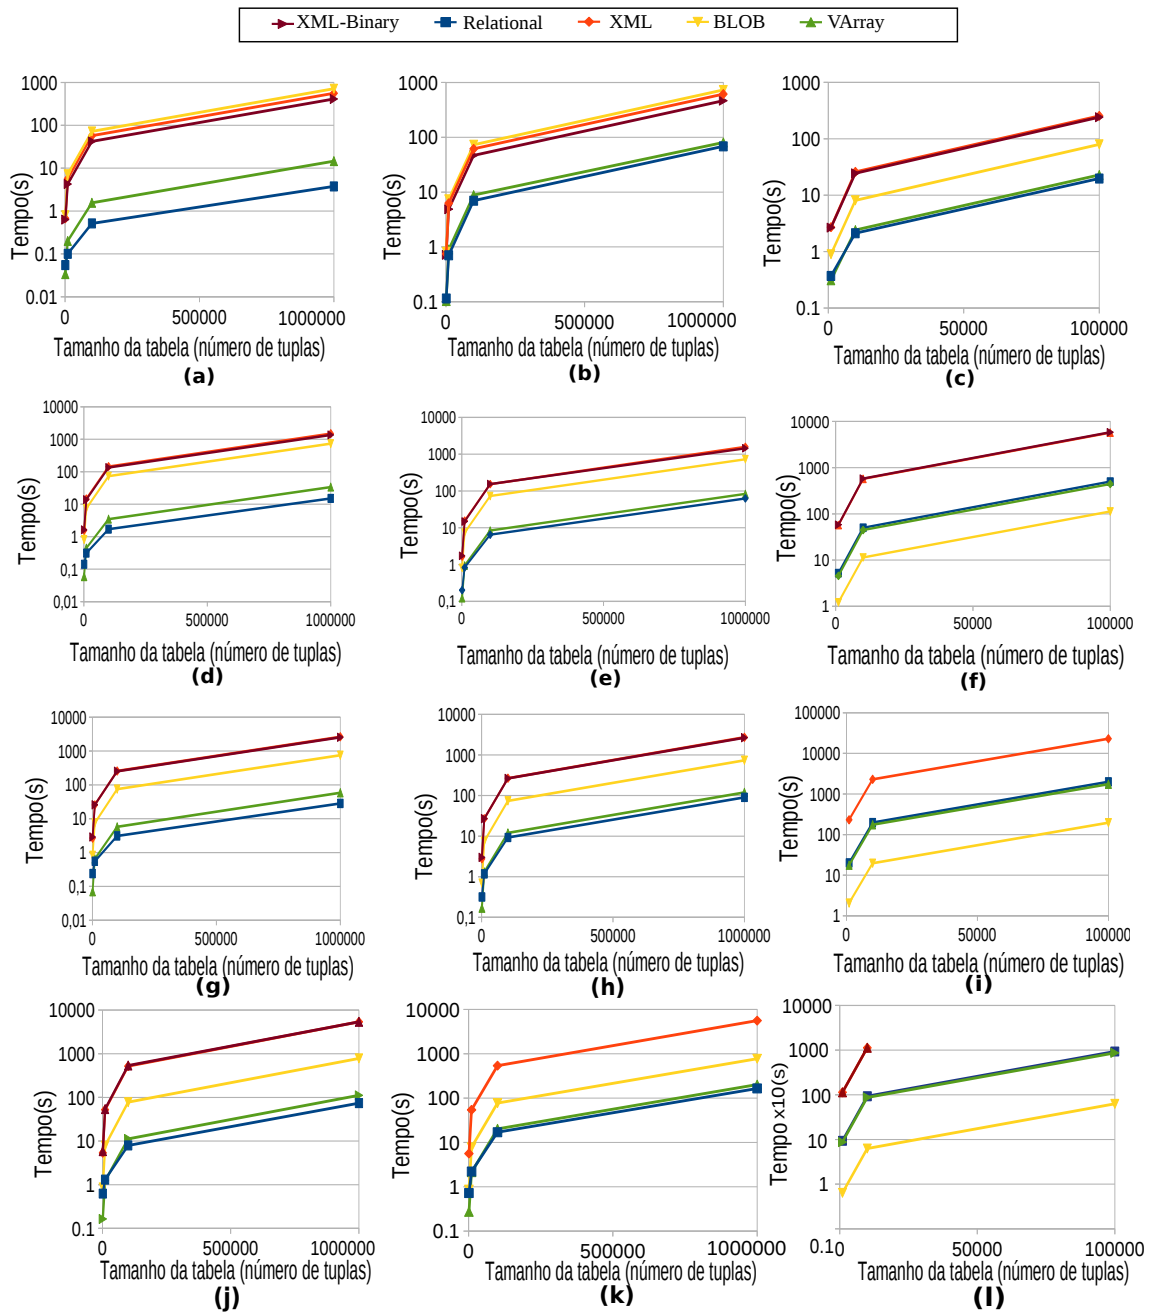 XML-Binary Relational XML BLOB VArray
1000
100
10
1
0.1
0.01
Tempo(s)
0 500000 1000000
Tamanho da tabela (número de tuplas)
(a)
1000
100
10
1
0.1
Tempo(s)
0 500000 1000000
Tamanho da tabela (número de tuplas)
(b)
1000
100
10
1
0.1
Tempo(s)
0 50000 100000
Tamanho da tabela (número de tuplas)
(c)
10000
1000
100
10
1
0,1
0,01
Tempo(s)
0 500000 1000000
Tamanho da tabela (número de tuplas)
(d)
10000
1000
100
10
1
0,1
Tempo(s)
0 500000 1000000
Tamanho da tabela (número de tuplas)
(e)
10000
1000
100
10
1
Tempo(s)
0 50000 100000
Tamanho da tabela (número de tuplas)
(f)
10000
1000
100
10
1
0,1
0,01
Tempo(s)
0 500000 1000000
Tamanho da tabela (número de tuplas)
(g)
10000
1000
100
10
1
0,1
Tempo(s)
0 500000 1000000
Tamanho da tabela (número de tuplas)
(h)
100000
10000
1000
100
10
1
Tempo(s)
0 50000 100000
Tamanho da tabela (número de tuplas)
(i)
10000
1000
100
10
1
0.1
Tempo(s)
0 500000 1000000
Tamanho da tabela (número de tuplas)
(j)
10000
1000
100
10
1
0.1
Tempo(s)
0 500000 1000000
Tamanho da tabela (número de tuplas)
(k)
10000
1000
100
10
1
0.1
Tempo x10(s)
0 50000 100000
Tamanho da tabela (número de tuplas)
(l)